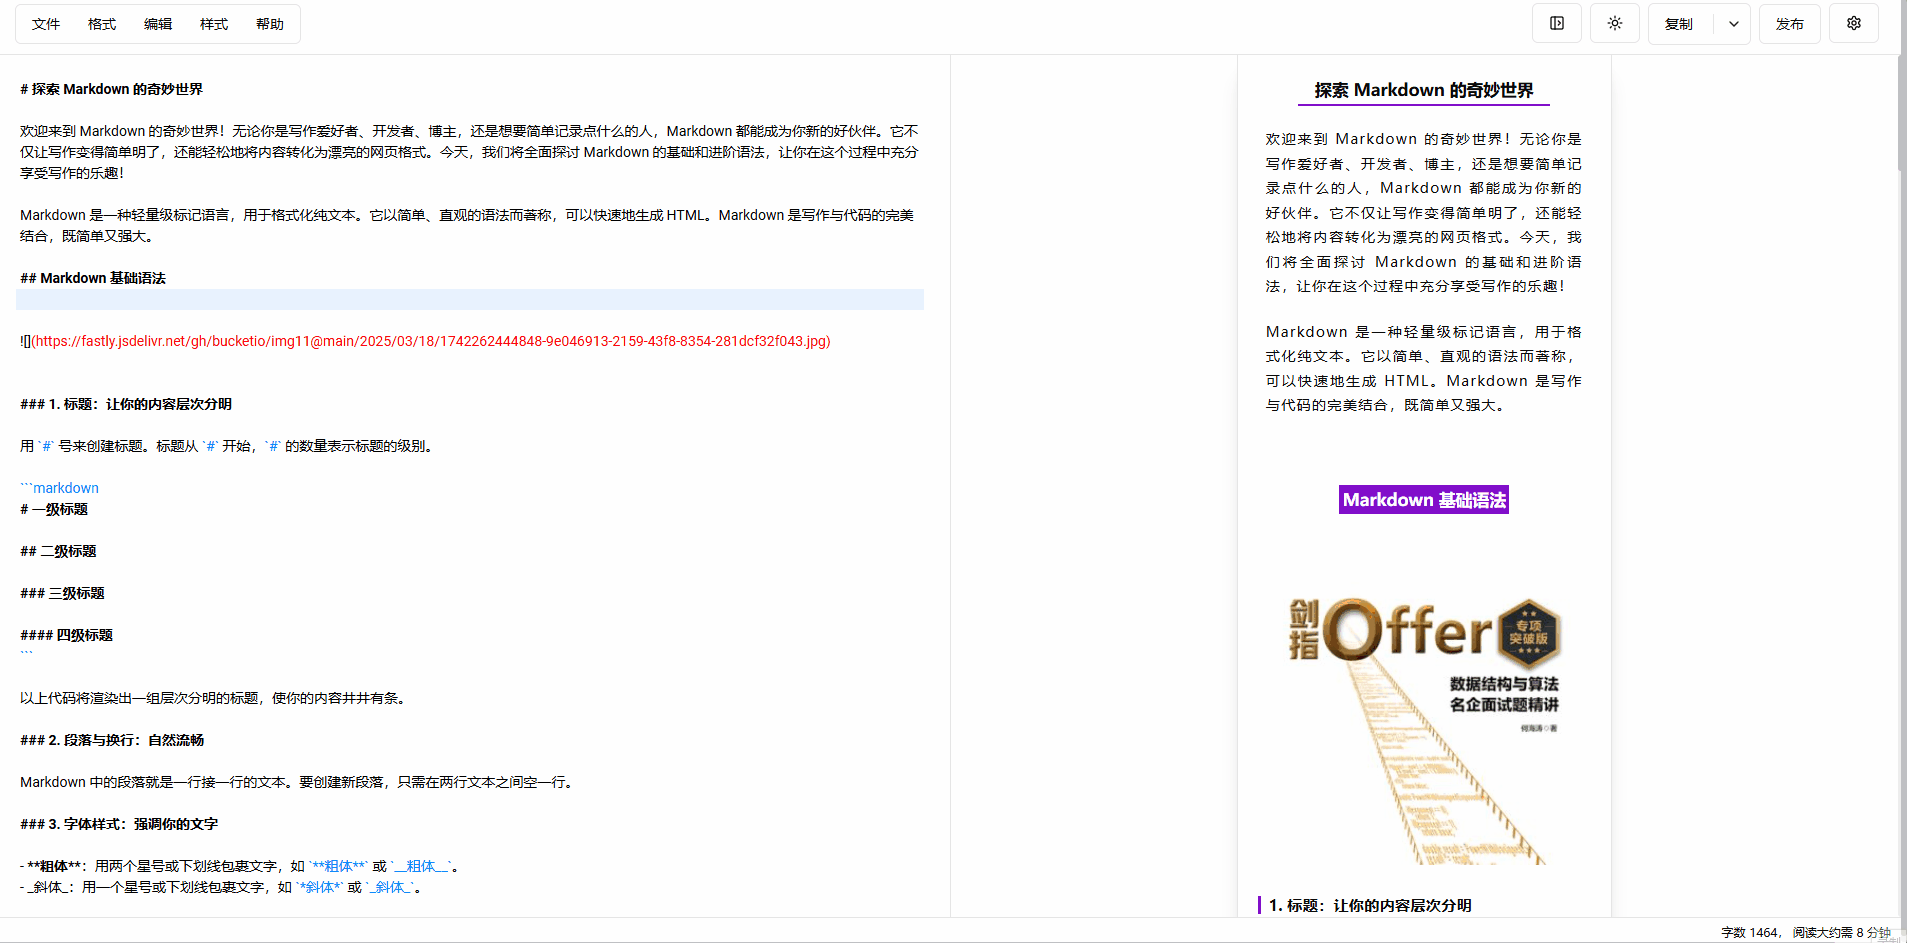 文件 格式 编辑 样式 帮助 复制 发布
# 探索 Markdown 的奇妙世界
欢迎来到 Markdown 的奇妙世界！无论你是写作爱好者、开发者、博主，还是想要简单记录点什么的人，Markdown 都能成为你新的好伙伴。它不
仅让写作变得简单明了，还能轻松地将内容转化为漂亮的网页格式。今天，我们将全面探讨 Markdown 的基础和进阶语法，让你在这个过程中充分
享受写作的乐趣！
Markdown 是一种轻量级标记语言，用于格式化纯文本。它以简单、直观的语法而著称，可以快速地生成 HTML。Markdown 是写作与代码的完美
结合，既简单又强大。
## Markdown 基础语法
![](https://fastly.jsdelivr.net/gh/bucketio/img11@main/2025/03/18/1742262444848-9e046913-2159-43f8-8354-281dcf32f043.jpg)
### 1. 标题：让你的内容层次分明
用 `#` 号来创建标题。标题从 `#` 开始，`#` 的数量表示标题的级别。
```markdown
# 一级标题
## 二级标题
### 三级标题
#### 四级标题
```
以上代码将渲染出一组层次分明的标题，使你的内容井井有条。
### 2. 段落与换行：自然流畅
Markdown 中的段落就是一行接一行的文本。要创建新段落，只需在两行文本之间空一行。
### 3. 字体样式：强调你的文字
- **粗体**：用两个星号或下划线包裹文字，如 `**粗体**` 或 `__粗体__`。
- _斜体_：用一个星号或下划线包裹文字，如 `*斜体*` 或 `_斜体_`。
探索 Markdown 的奇妙世界
欢迎来到 Markdown 的奇妙世界！无论你是
写作爱好者、开发者、博主，还是想要简单记
录点什么的人，Markdown 都能成为你新的
好伙伴。它不仅让写作变得简单明了，还能轻
松地将内容转化为漂亮的网页格式。今天，我
们将全面探讨 Markdown 的基础和进阶语
法，让你在这个过程中充分享受写作的乐趣！
Markdown 是一种轻量级标记语言，用于格
式化纯文本。它以简单、直观的语法而著称，
可以快速地生成 HTML。Markdown 是写作
与代码的完美结合，既简单又强大。
Markdown 基础语法
剑指Offer
专项
突破版
数据结构与算法
名企面试题精讲
何海涛◇著
1. 标题：让你的内容层次分明
字数 1464， 阅读大约需 8 分钟